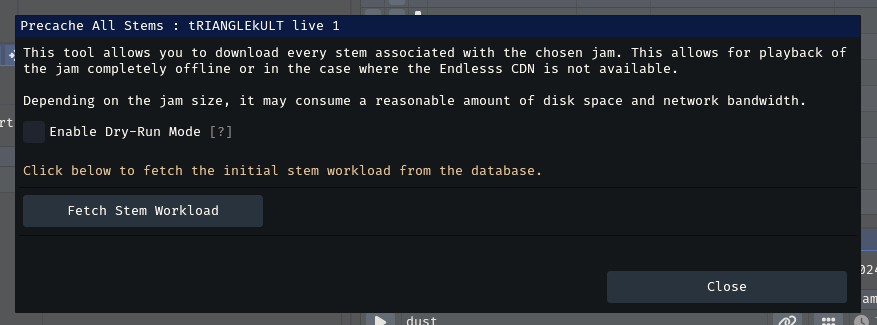 Precache All Stems : tRIANGLEkULT live 1
This tool allows you to download every stem associated with the chosen jam. This allows for playback of
the jam completely offline or in the case where the Endlesss CDN is not available.
Depending on the jam size, it may consume a reasonable amount of disk space and network bandwidth.
rt
Enable Dry-Run Mode [?]
Click below to fetch the initial stem workload from the database.
Fetch Stem Workload
024
Close
am
dust